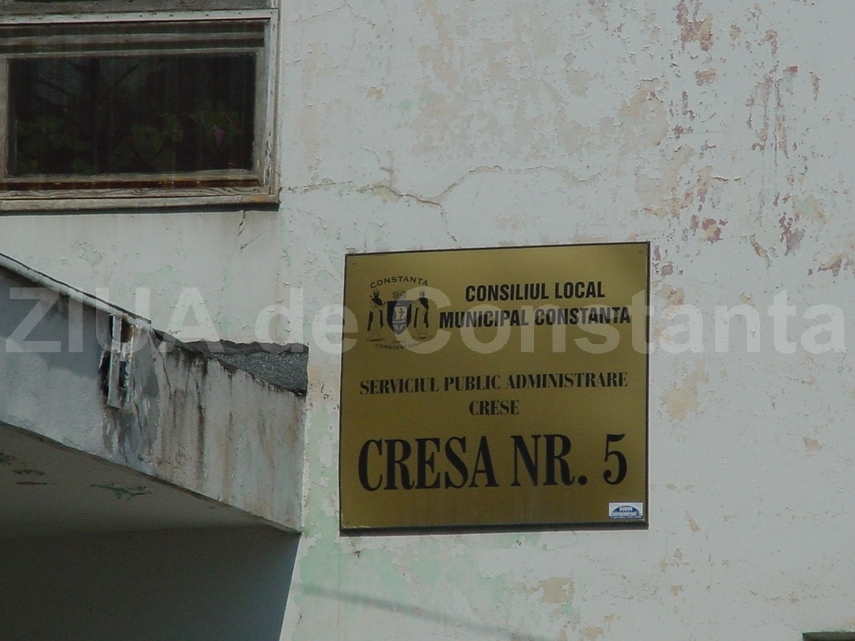 CONSTANTA
CONSILIUL LOCAL
MUNICIPAL CONSTANTA
SERVICIUL PUBLIC ADMINISTRARE
CRESE
CRESA NR. 5
ZIUA de Constanta